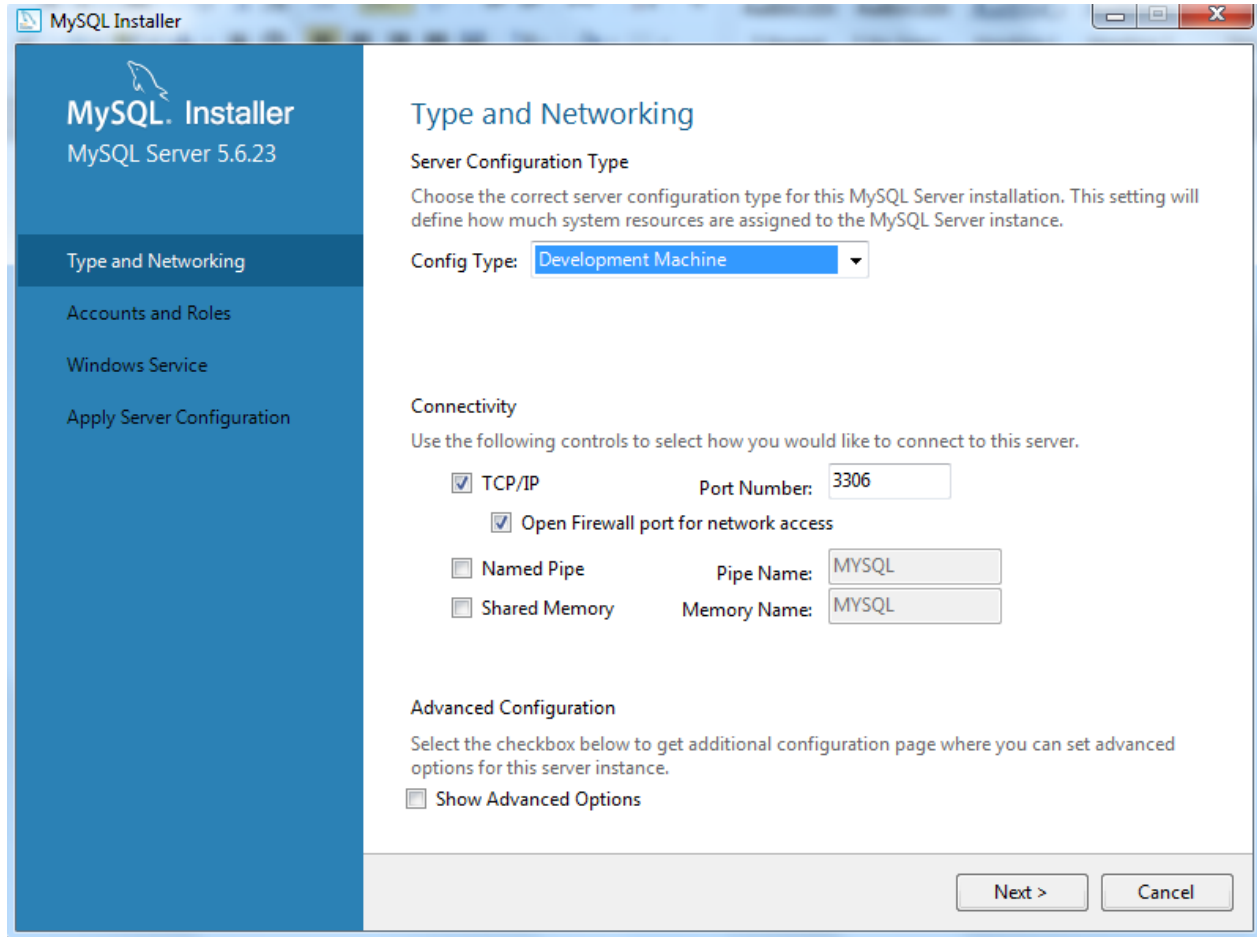 MySQL Installer
MySQL. Installer
MySQL Server 5.6.23
Type and Networking
Accounts and Roles
Windows Service
Apply Server Configuration
Type and Networking
Server Configuration Type
Choose the correct server configuration type for this MySQL Server installation. This setting will
define how much system resources are assigned to the MySQL Server instance.
Config Type: Development Machine
Connectivity
Use the following controls to select how you would like to connect to this server.
TCP/IP Port Number: 3306
Open Firewall port for network access
Named Pipe Pipe Name: MYSQL
Shared Memory Memory Name: MYSQL
Advanced Configuration
Select the checkbox below to get additional configuration page where you can set advanced
options for this server instance.
Show Advanced Options
Next > Cancel